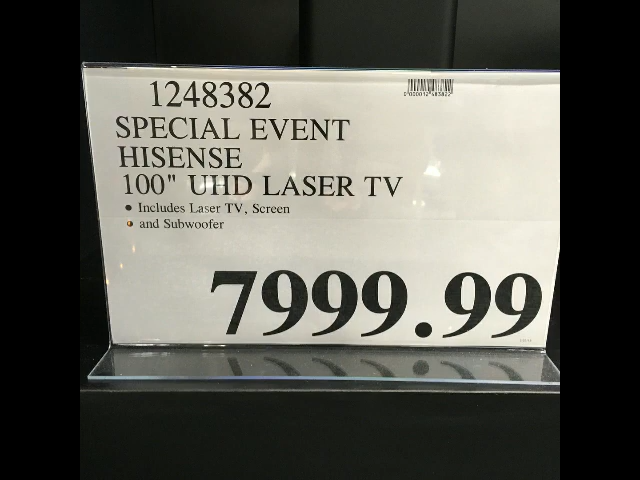 1248382
SPECIAL EVENT
HISENSE
100" UHD LASER TV
• Includes Laser TV, Screen
• and Subwoofer
7999.99